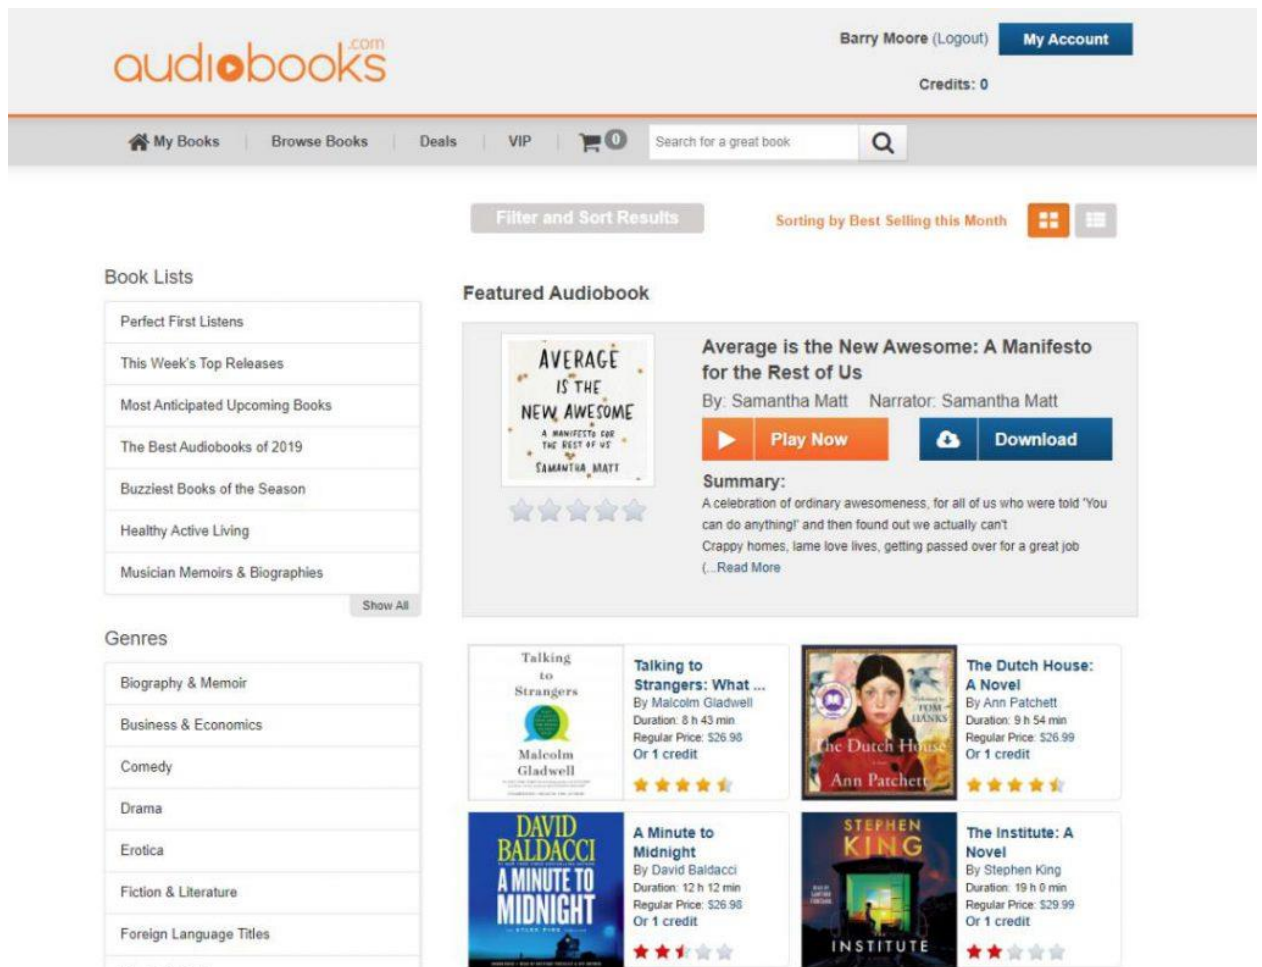 audiobooks.com
Barry Moore (Logout)
My Account
Credits: 0
My Books
Browse Books
Deals
VIP
0
Search for a great book
Filter and Sort Results
Sorting by Best Selling this Month
Book Lists
Perfect First Listens
This Week's Top Releases
Most Anticipated Upcoming Books
The Best Audiobooks of 2019
Buzziest Books of the Season
Healthy Active Living
Musician Memoirs & Biographies
Show All
Genres
Biography & Memoir
Business & Economics
Comedy
Drama
Erotica
Fiction & Literature
Foreign Language Titles
Featured Audiobook
AVERAGE
IS THE
NEW AWESOME
A MANIFESTO FOR
THE REST OF US
SAMANTHA MATT
Average is the New Awesome: A Manifesto
for the Rest of Us
By: Samantha Matt Narrator: Samantha Matt
Play Now
Download
Summary:
A celebration of ordinary awesomeness, for all of us who were told 'You
can do anything!' and then found out we actually can't
Crappy homes, lame love lives, getting passed over for a great job
(...Read More
Talking
to
Strangers
Malcolm
Gladwell
Talking to
Strangers: What ...
By Malcolm Gladwell
Duration: 8 h 43 min
Regular Price: $26.98
Or 1 credit
Performed by
TOM
HANKS
The Dutch House
Ann Patchett
The Dutch House:
A Novel
By Ann Patchett
Duration: 9 h 54 min
Regular Price: $26.99
Or 1 credit
DAVID
BALDACCI
A MINUTE TO
MIDNIGHT
A Minute to
Midnight
By David Baldacci
Duration: 12 h 12 min
Regular Price: $26.98
Or 1 credit
STEPHEN
KING
INSTITUTE
The Institute: A
Novel
By Stephen King
Duration: 19 h 0 min
Regular Price: $29.99
Or 1 credit